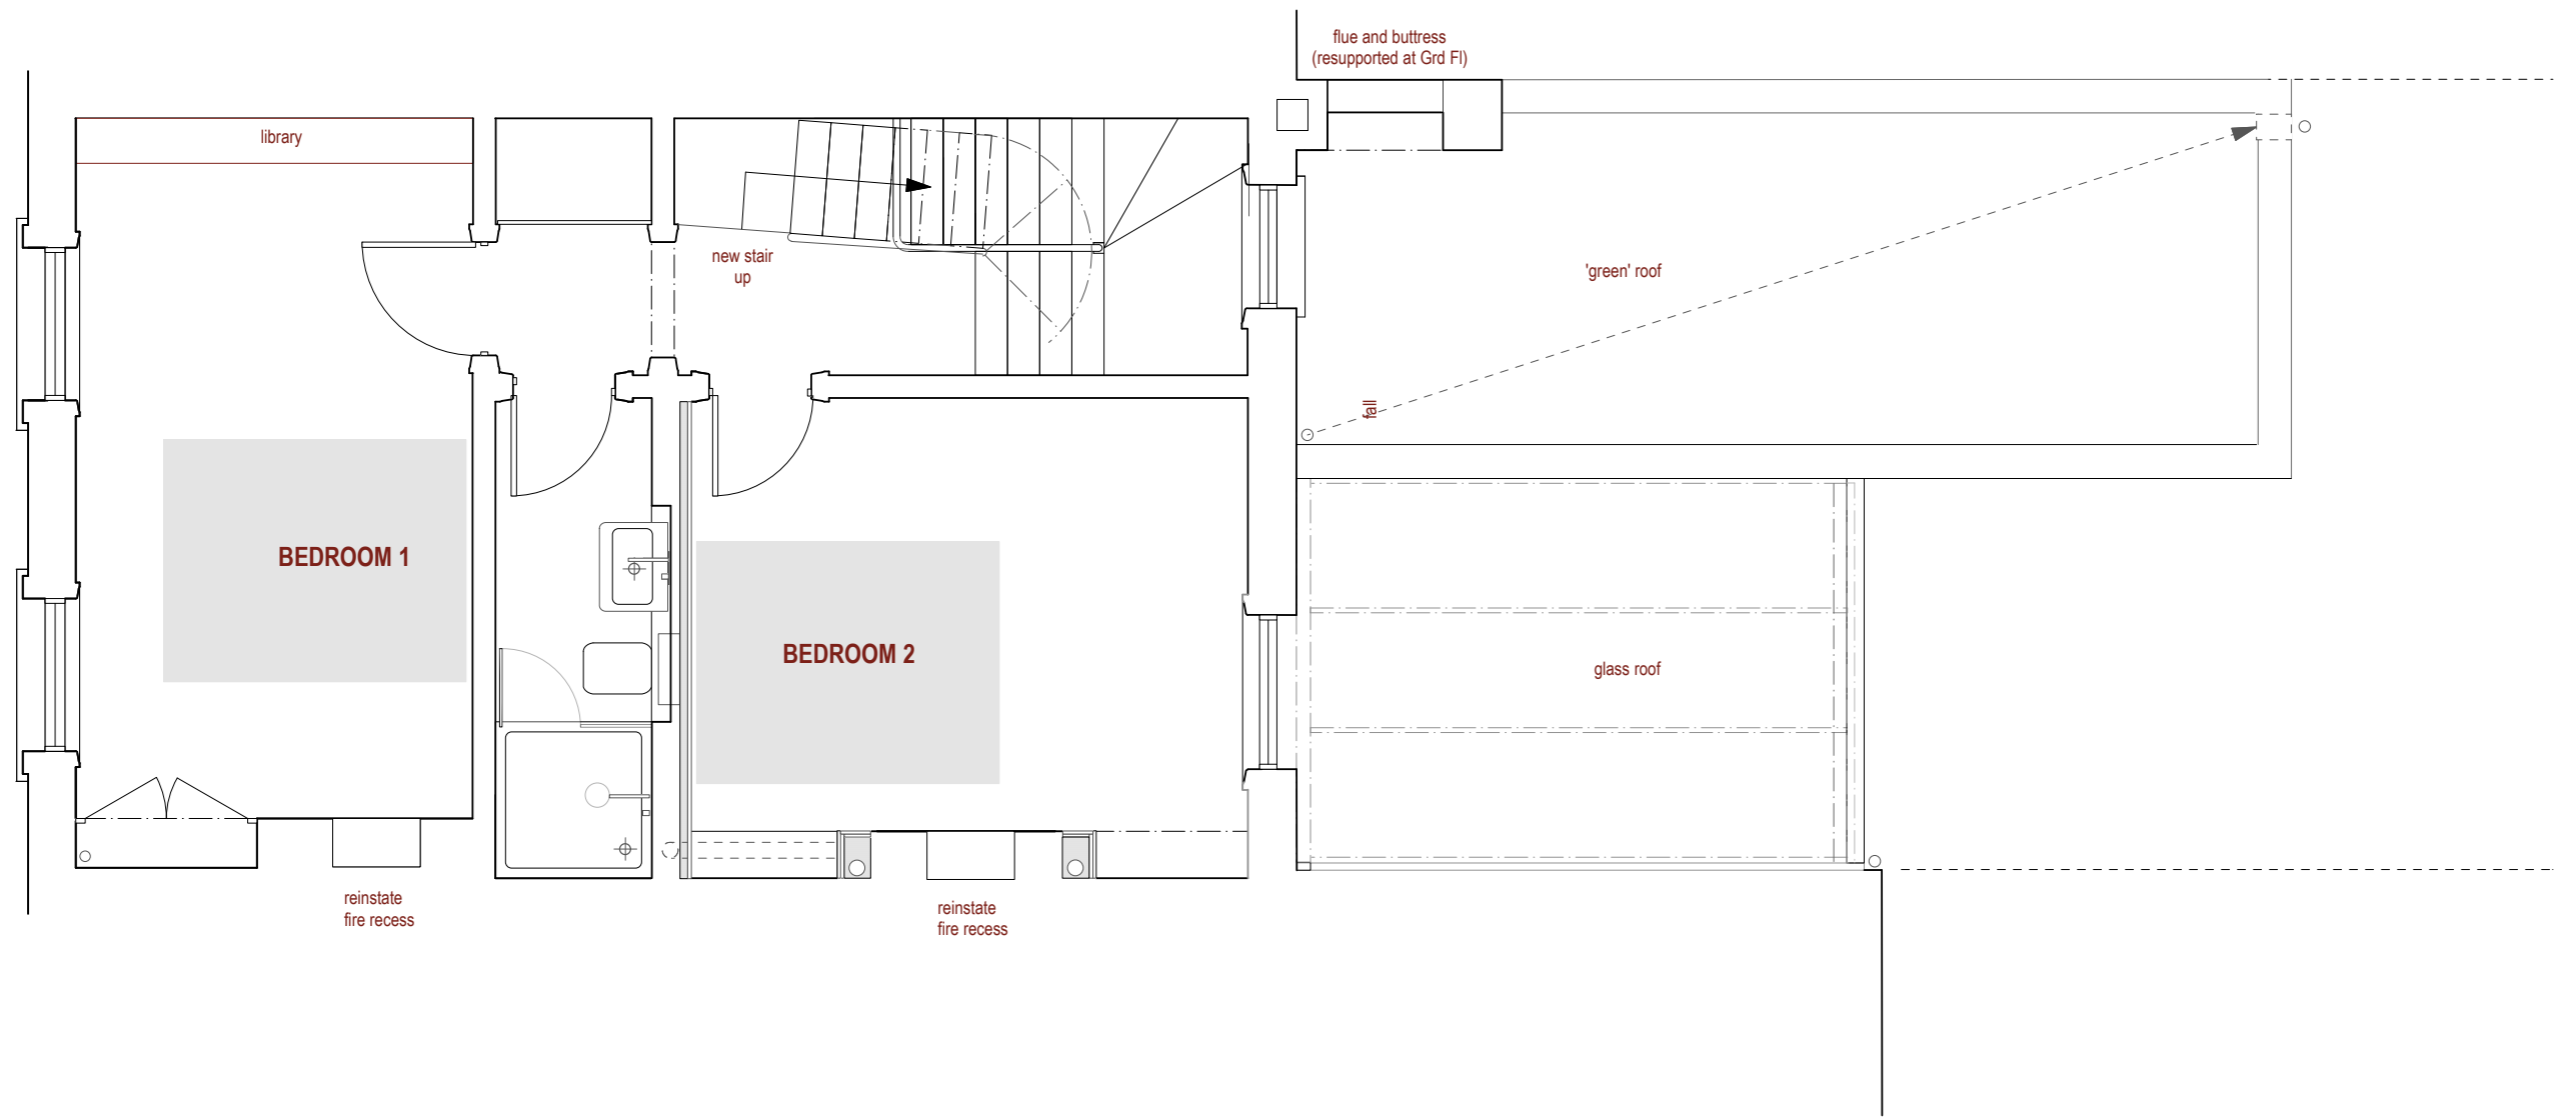 flue and buttress
(resupported at Grd Fl)
library
new stair
up
'green' roof
fall
BEDROOM 1
BEDROOM 2
glass roof
reinstate
fire recess
reinstate
fire recess